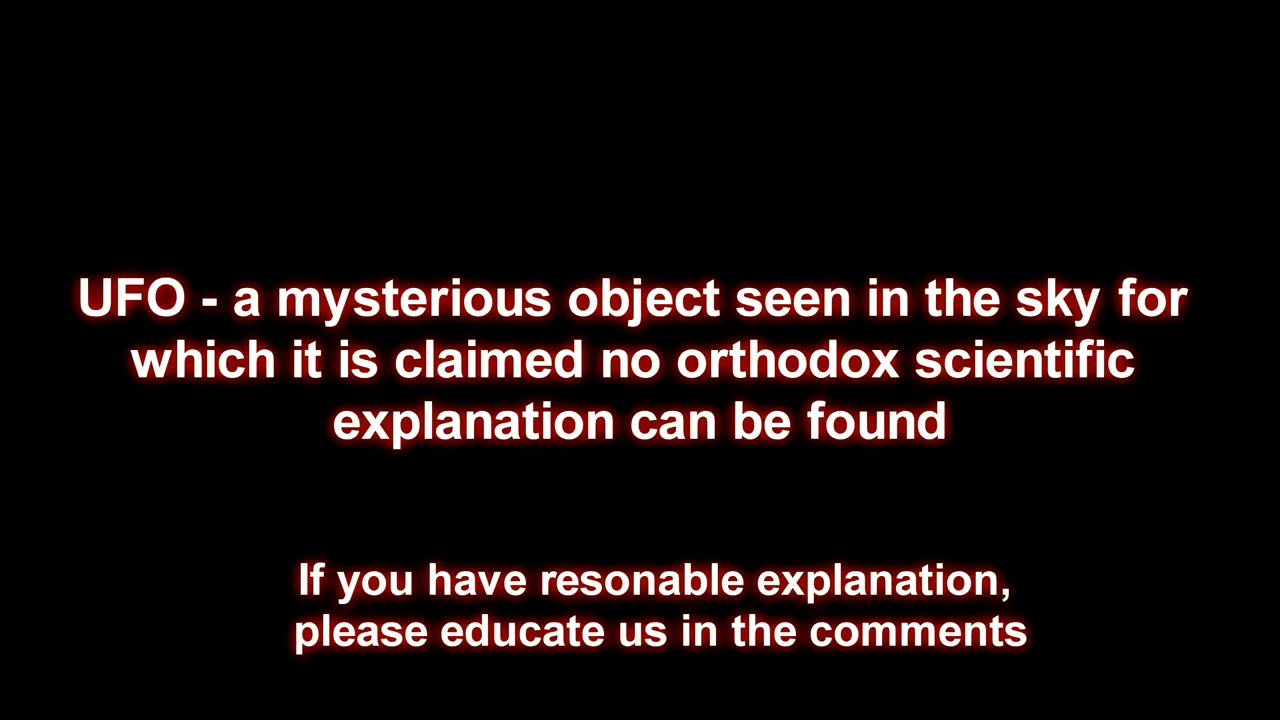 UFO - a mysterious object seen in the sky for
which it is claimed no orthodox scientific
explanation can be found
If you have resonable explanation,
please educate us in the comments